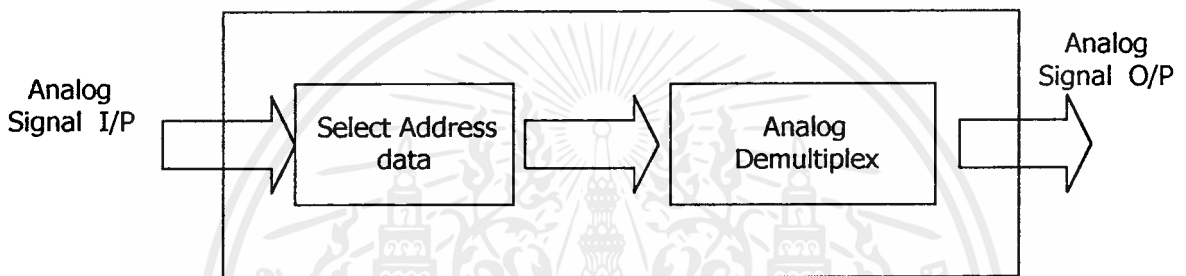 Analog
Signal I/P
Select Address
data
Analog
Demultiplex
Analog
Signal O/P